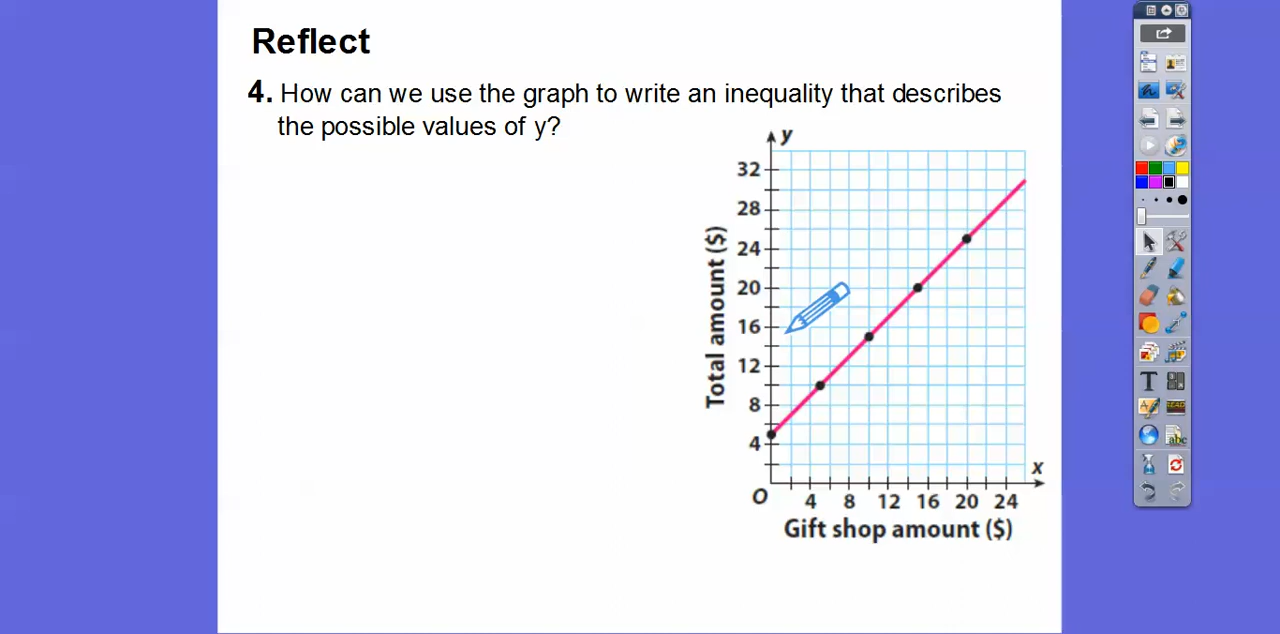 Reflect
4. How can we use the graph to write an inequality that describes
the possible values of y?
y
32
28
24
20
16
12
8
4
Total amount ($)
O
4 8 12 16 20 24
x
Gift shop amount ($)
T
abc